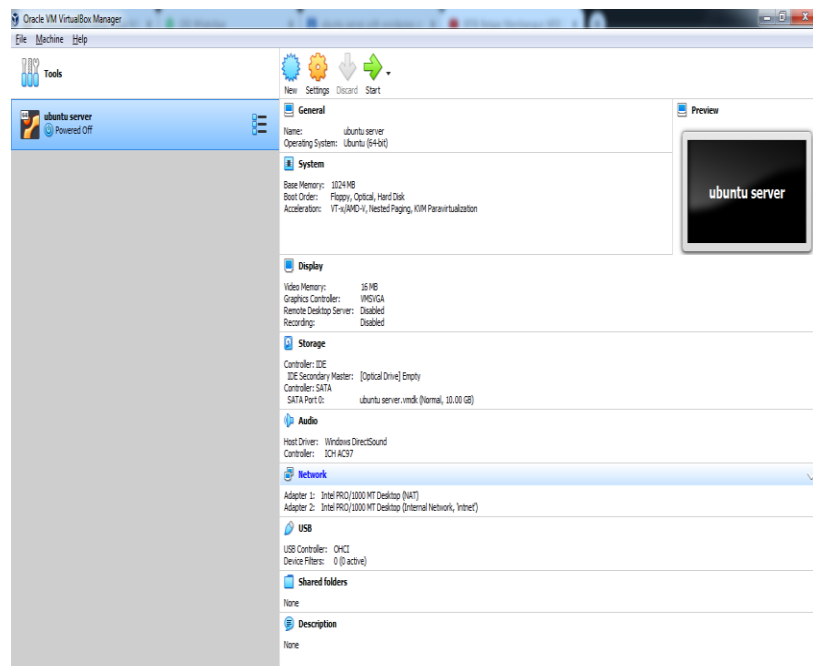 Oracle VM VirtualBox Manager
File Machine Help
Tools
ubuntu server
Powered Off
New Settings Discard Start
General
Name: ubuntu server
Operating System: Ubuntu (64-bit)
Preview
ubuntu server
System
Base Memory: 1024 MB
Boot Order: Floppy, Optical, Hard Disk
Acceleration: VT-x/AMD-V, Nested Paging, KVM Paravirtualization
Display
Video Memory: 16 MB
Graphics Controller: VMSVGA
Remote Desktop Server: Disabled
Recording: Disabled
Storage
Controller: IDE
IDE Secondary Master: [Optical Drive] Empty
Controller: SATA
SATA Port 0: ubuntu server.vmdk (Normal, 10.00 GB)
Audio
Host Driver: Windows DirectSound
Controller: ICH AC97
Network
Adapter 1: Intel PRO/1000 MT Desktop (NAT)
Adapter 2: Intel PRO/1000 MT Desktop (Internal Network, 'intnet')
USB
USB Controller: OHCI
Device Filters: 0 (0 active)
Shared folders
None
Description
None